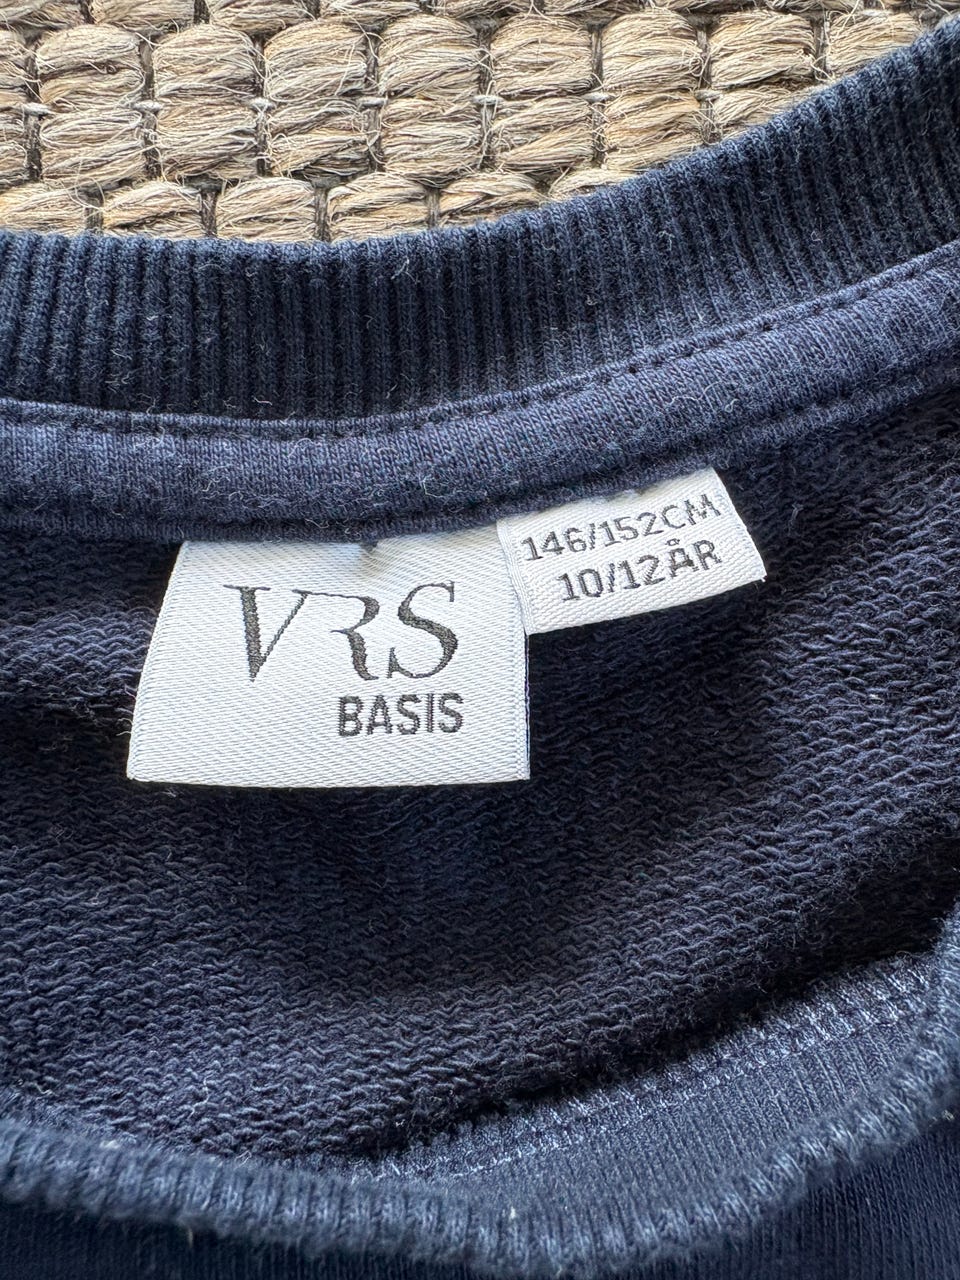 VRS
BASIS
146/152CM
10/12ÅR